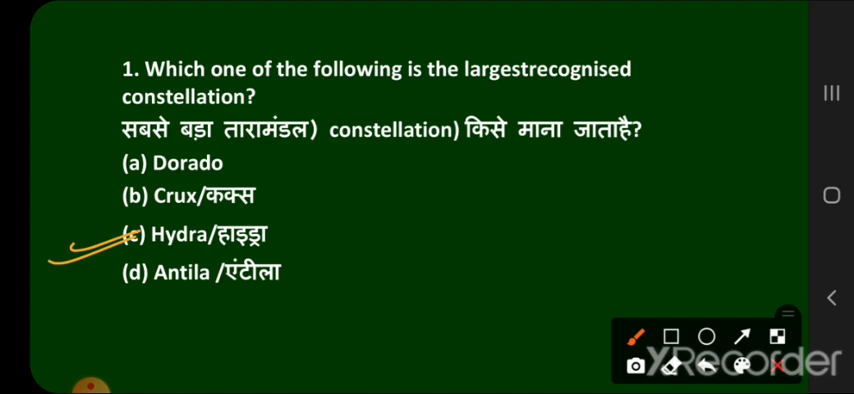 1. Which one of the following is the largestrecognised
constellation?
सबसे बड़ा तारामंडल) constellation) किसे माना जाताहै?
(a) Dorado
(b) Crux/कक्स
(c) Hydra/हाइड्रा
(d) Antila /एंटीला
XRecorder